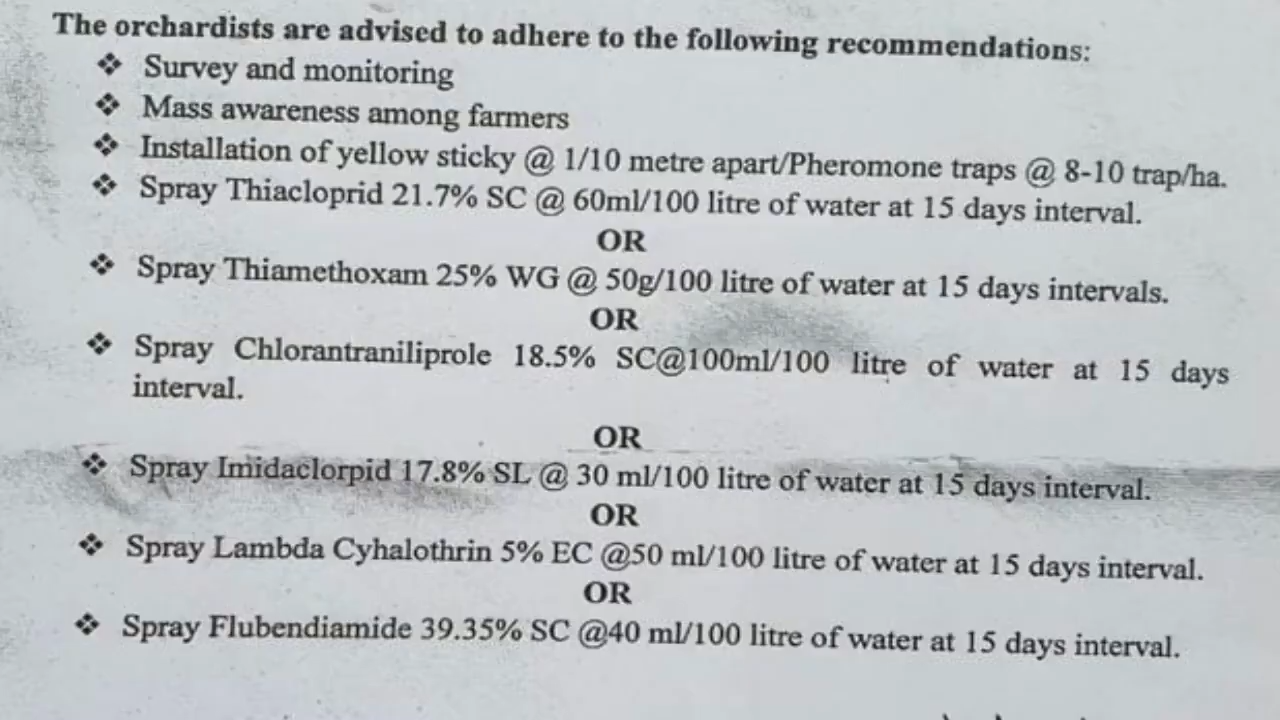 The orchardists are advised to adhere to the following recommendations:
❖ Survey and monitoring
❖ Mass awareness among farmers
❖ Installation of yellow sticky @ 1/10 metre apart/Pheromone traps @ 8-10 trap/ha.
❖ Spray Thiacloprid 21.7% SC @ 60ml/100 litre of water at 15 days interval.
OR
❖ Spray Thiamethoxam 25% WG @ 50g/100 litre of water at 15 days intervals.
OR
❖ Spray Chlorantraniliprole 18.5% SC@100ml/100 litre of water at 15 days
interval.
OR
❖ Spray Imidaclorpid 17.8% SL @ 30 ml/100 litre of water at 15 days interval.
OR
❖ Spray Lambda Cyhalothrin 5% EC @50 ml/100 litre of water at 15 days interval.
OR
❖ Spray Flubendiamide 39.35% SC @40 ml/100 litre of water at 15 days interval.